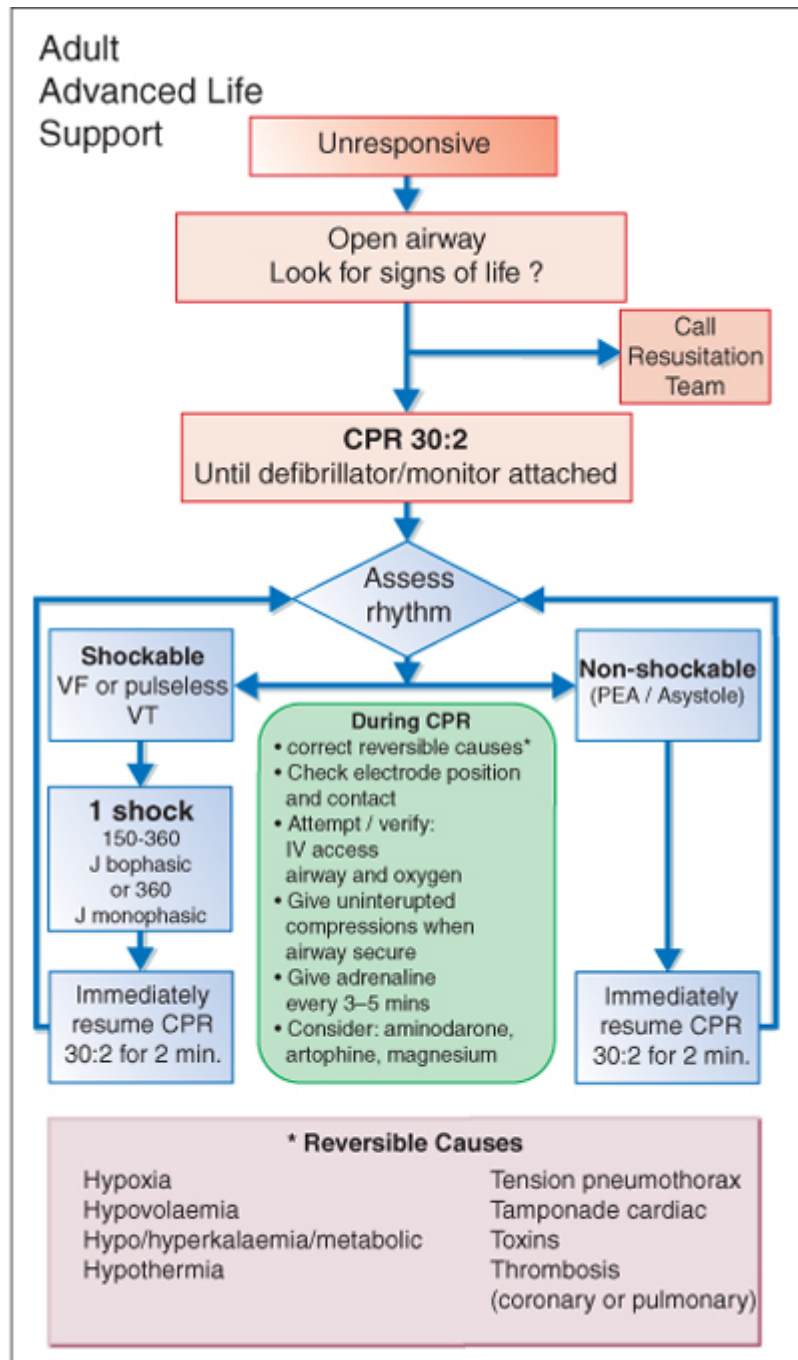 Adult
Advanced Life
Support
Unresponsive
Open airway
Look for signs of life ?
Call
Resusitation
Team
CPR 30:2
Until defibrillator/monitor attached
Assess
rhythm
Shockable
VF or pulseless
VT
Non-shockable
(PEA / Asystole)
1 shock
150-360
J bophasic
or 360
J monophasic
Immediately
resume CPR
30:2 for 2 min.
During CPR
• correct reversible causes*
• Check electrode position
and contact
• Attempt / verify:
IV access
airway and oxygen
• Give uninterupted
compressions when
airway secure
• Give adrenaline
every 3–5 mins
• Consider: aminodarone,
artophine, magnesium
Immediately
resume CPR
30:2 for 2 min.
* Reversible Causes
Hypoxia
Hypovolaemia
Hypo/hyperkalaemia/metabolic
Hypothermia
Tension pneumothorax
Tamponade cardiac
Toxins
Thrombosis
(coronary or pulmonary)